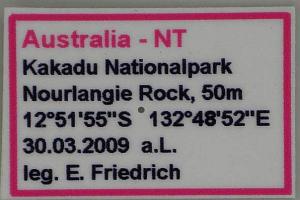 Australia - NT
Kakadu Nationalpark
Nourlangie Rock, 50m
12°51'55"S 132°48'52"E
30.03.2009 a.L.
leg. E. Friedrich